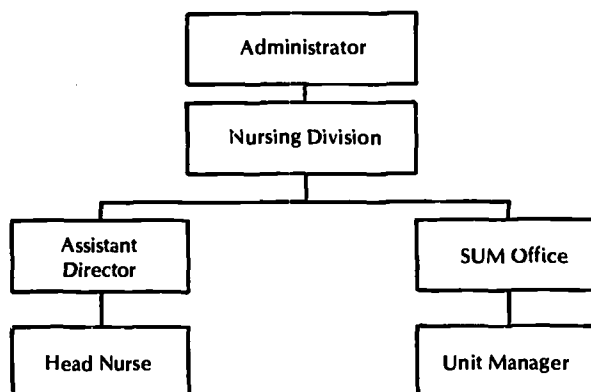 Administrator
Nursing Division
Assistant
Director
SUM Office
Head Nurse
Unit Manager